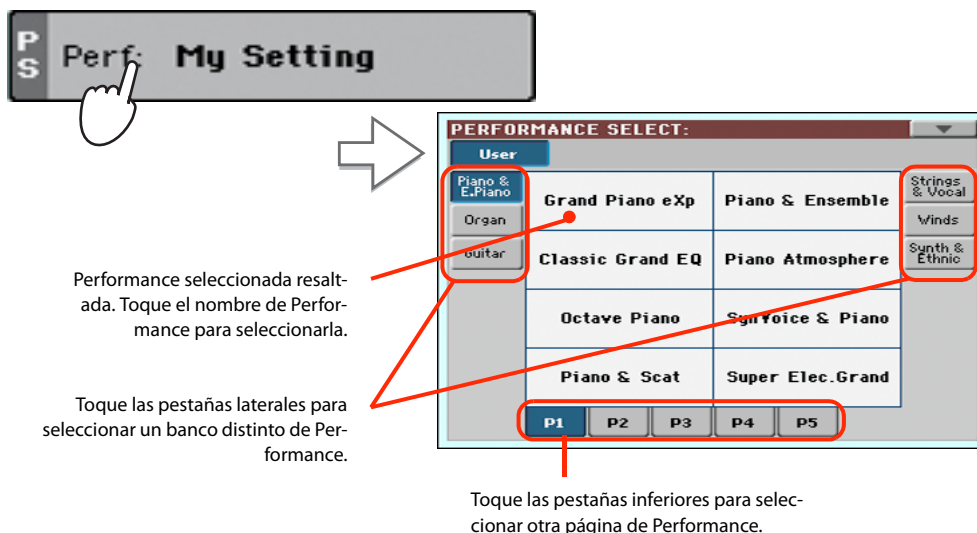 PS
Perf: My Setting
PERFORMANCE SELECT:
User
Piano & E.Piano
Organ
Guitar
Grand Piano eXp
Piano & Ensemble
Classic Grand EQ
Piano Atmosphere
Octave Piano
SynVoice & Piano
Piano & Scat
Super Elec.Grand
Strings & Vocal
Winds
Synth & Ethnic
P1 P2 P3 P4 P5
Performance seleccionada resalt-
ada. Toque el nombre de Perfor-
mance para seleccionarla.
Toque las pestañas laterales para
seleccionar un banco distinto de Per-
formance.
Toque las pestañas inferiores para selec-
cionar otra página de Performance.